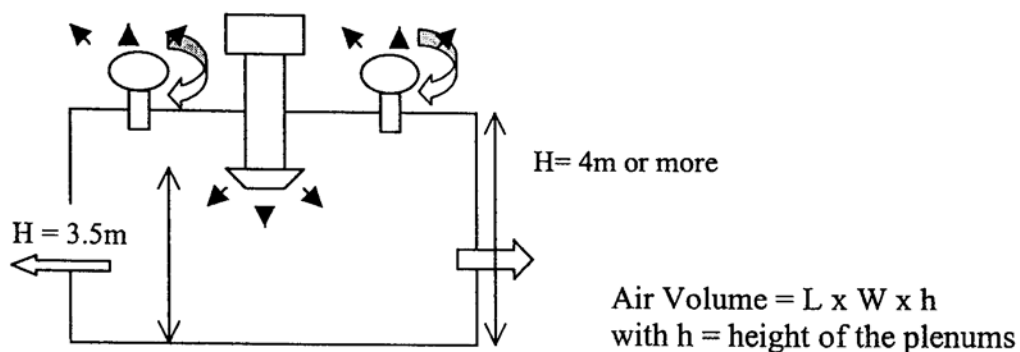 H= 4m or more
H = 3.5m
Air Volume = L x W x h
with h = height of the plenums